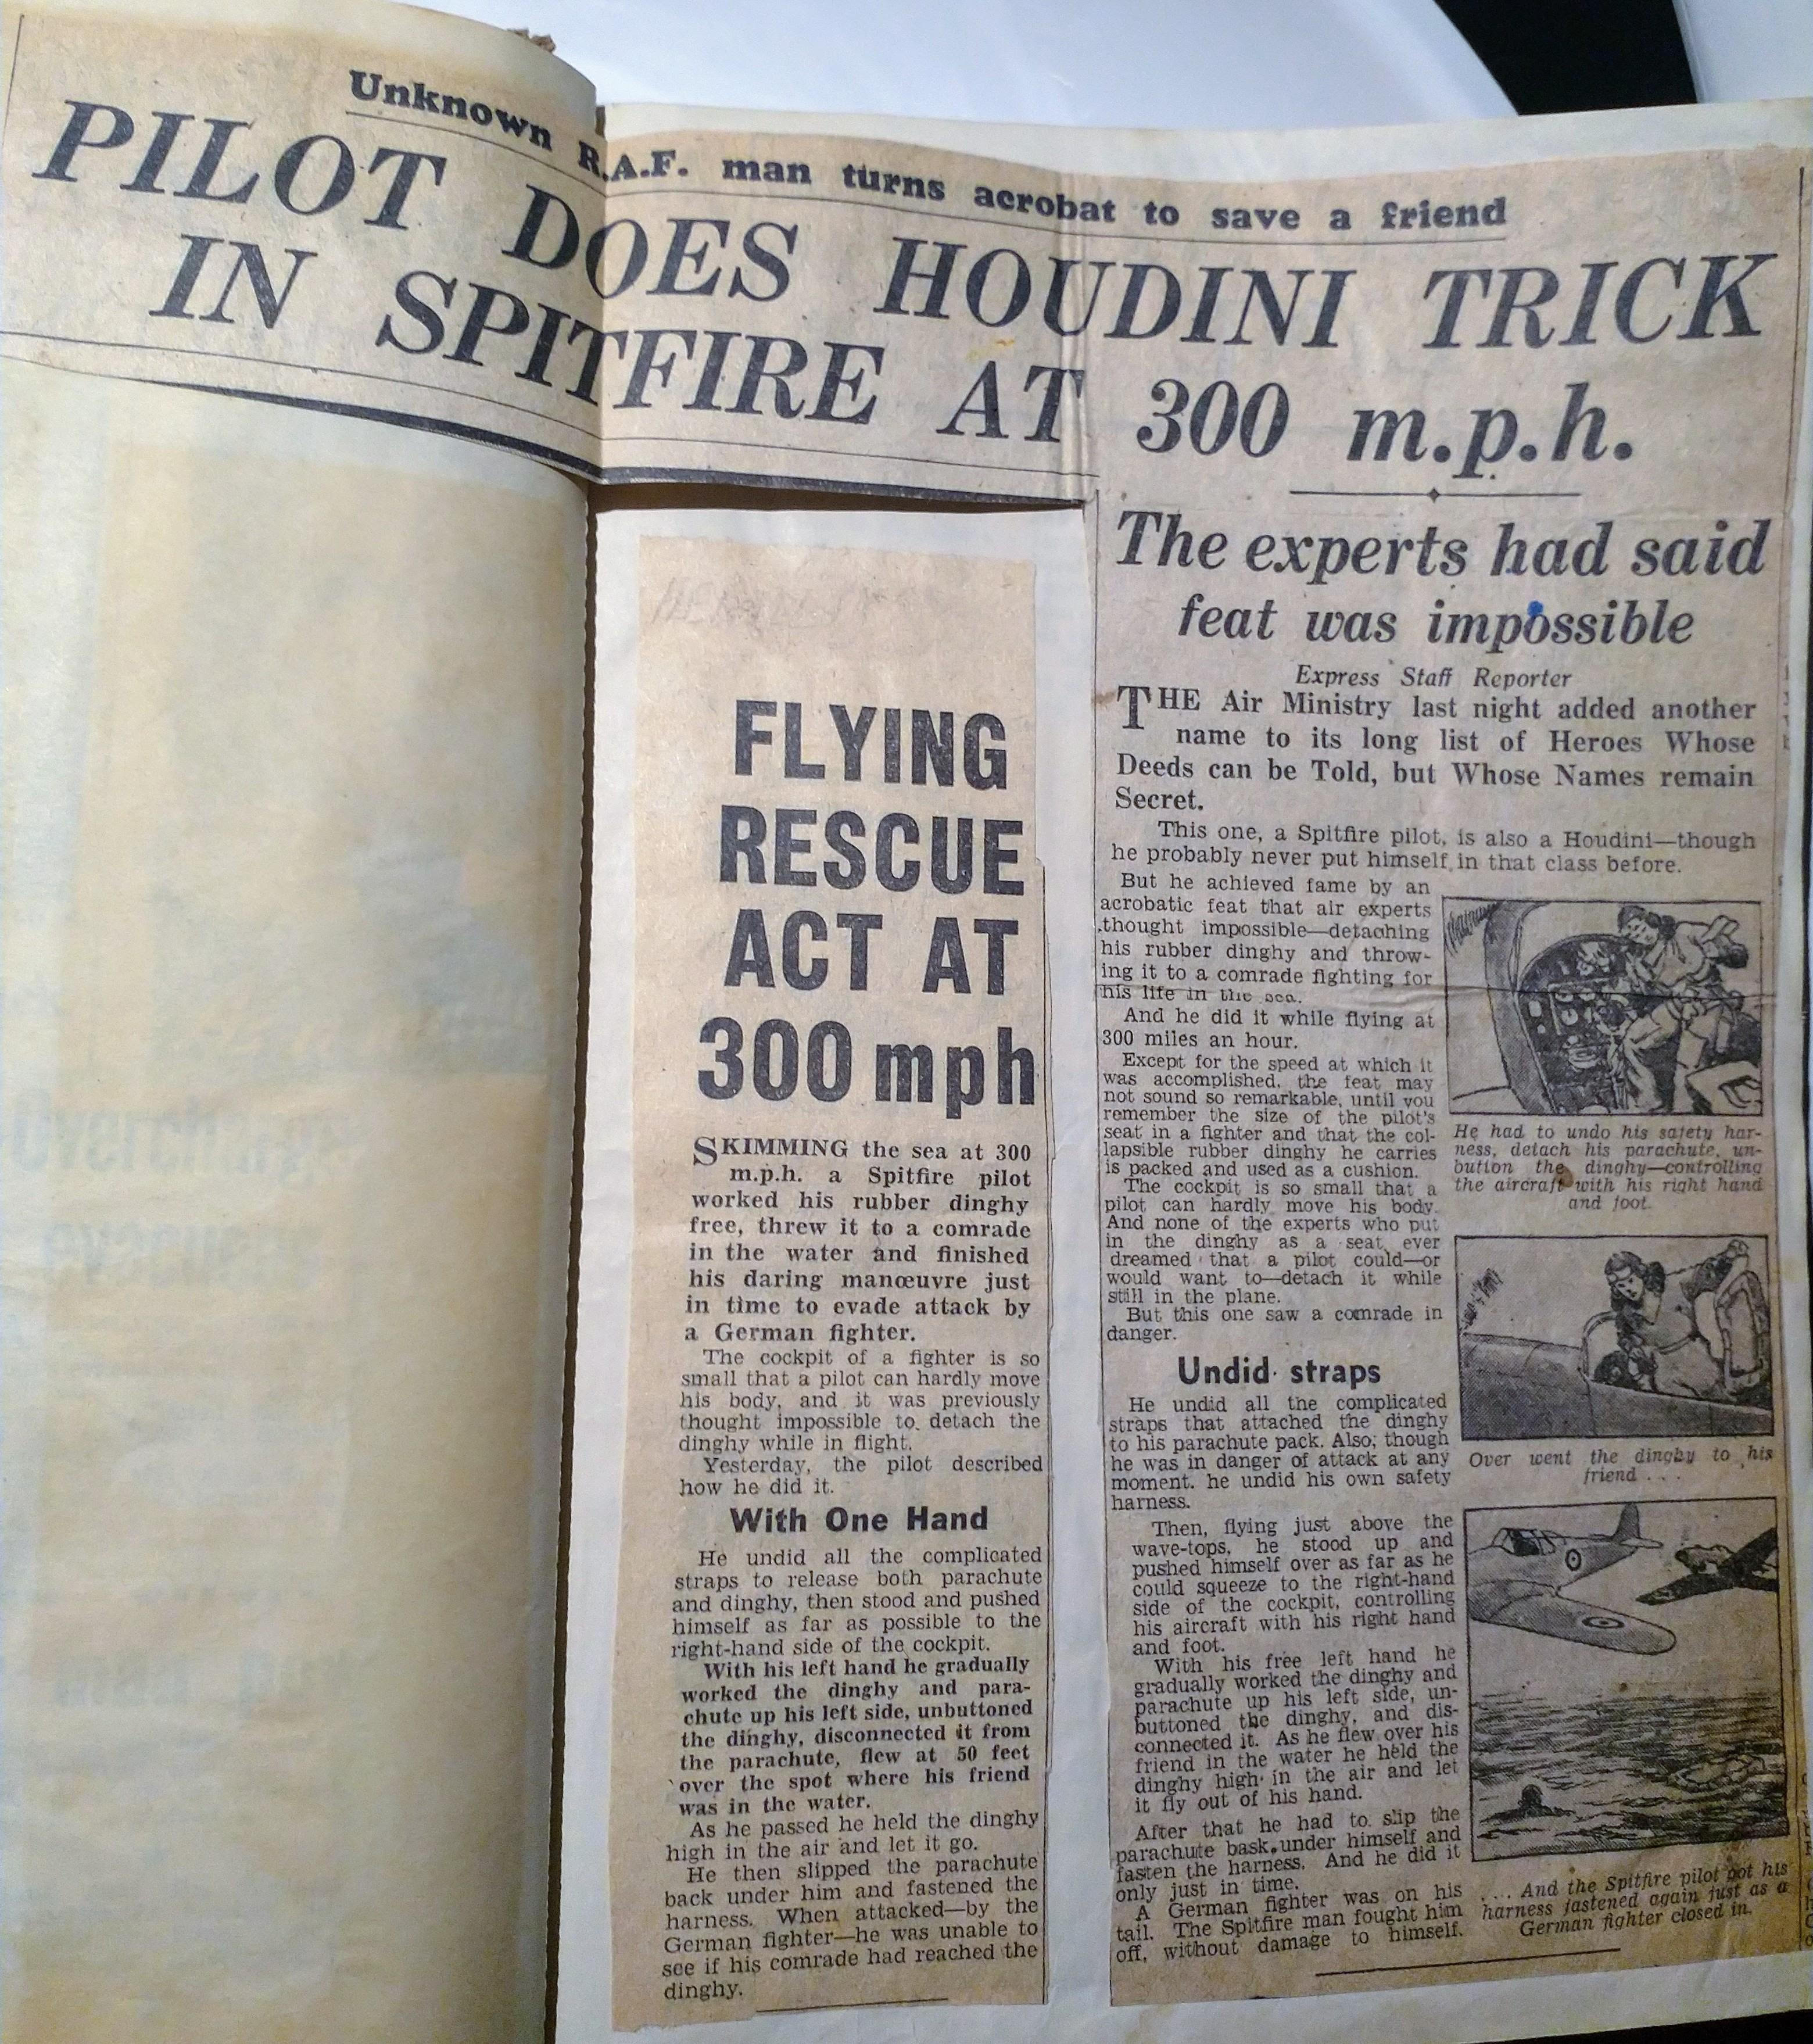 Unknown R.A.F. man turns acrobat to save a friend
PILOT DOES HOUDINI TRICK
IN SPITFIRE AT 300 m.p.h.
FLYING
RESCUE
ACT AT
300 mph
SKIMMING the sea at 300
m.p.h. a Spitfire pilot
worked his rubber dinghy
free, threw it to a comrade
in the water and finished
his daring manœuvre just
in time to evade attack by
a German fighter.
The cockpit of a fighter is so
small that a pilot can hardly move
his body, and it was previously
thought impossible to detach the
dinghy while in flight.
Yesterday, the pilot described
how he did it.
With One Hand
He undid all the complicated
straps to release both parachute
and dinghy, then stood and pushed
himself as far as possible to the
right-hand side of the cockpit.
With his left hand he gradually
worked the dinghy and para-
chute up his left side, unbuttoned
the dinghy, disconnected it from
the parachute, flew at 50 feet
over the spot where his friend
was in the water.
As he passed he held the dinghy
high in the air and let it go.
He then slipped the parachute
back under him and fastened the
harness. When attacked—by the
German fighter—he was unable to
see if his comrade had reached the
dinghy.
The experts had said
feat was impossible
Express Staff Reporter
THE Air Ministry last night added another
name to its long list of Heroes Whose
Deeds can be Told, but Whose Names remain
Secret.
This one, a Spitfire pilot, is also a Houdini—though
he probably never put himself in that class before.
But he achieved fame by an
acrobatic feat that air experts
thought impossible—detaching
his rubber dinghy and throw-
ing it to a comrade fighting for
his life in the sea.
And he did it while flying at
300 miles an hour.
Except for the speed at which it
was accomplished, the feat may
not sound so remarkable, until you
remember the size of the pilot's
seat in a fighter and that the col-
lapsible rubber dinghy he carries
is packed and used as a cushion.
The cockpit is so small that a
pilot can hardly move his body.
And none of the experts who put
in the dinghy as a seat ever
dreamed that a pilot could—or
would want to—detach it while
still in the plane.
But this one saw a comrade in
danger.
Undid straps
He undid all the complicated
straps that attached the dinghy
to his parachute pack. Also, though
he was in danger of attack at any
moment, he undid his own safety
harness.
Then, flying just above the
wave-tops, he stood up and
pushed himself over as far as he
could squeeze to the right-hand
side of the cockpit, controlling
his aircraft with his right hand
and foot.
With his free left hand he
gradually worked the dinghy and
parachute up his left side, un-
buttoned the dinghy, and dis-
connected it. As he flew over his
friend in the water he held the
dinghy high in the air and let
it fly out of his hand.
After that he had to slip the
parachute bask under himself and
fasten the harness. And he did it
only just in time.
A German fighter was on his
tail. The Spitfire man fought him
off, without damage to himself.
He had to undo his safety har-
ness, detach his parachute, un-
button the dinghy—controlling
the aircraft with his right hand
and foot.
Over went the dinghy to his
friend . . .
. . . And the Spitfire pilot got his
harness fastened again just as a
German fighter closed in.